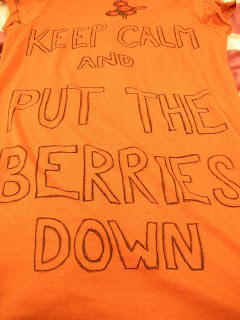 KEEP CALM
AND
PUT THE
BERRIES
DOWN